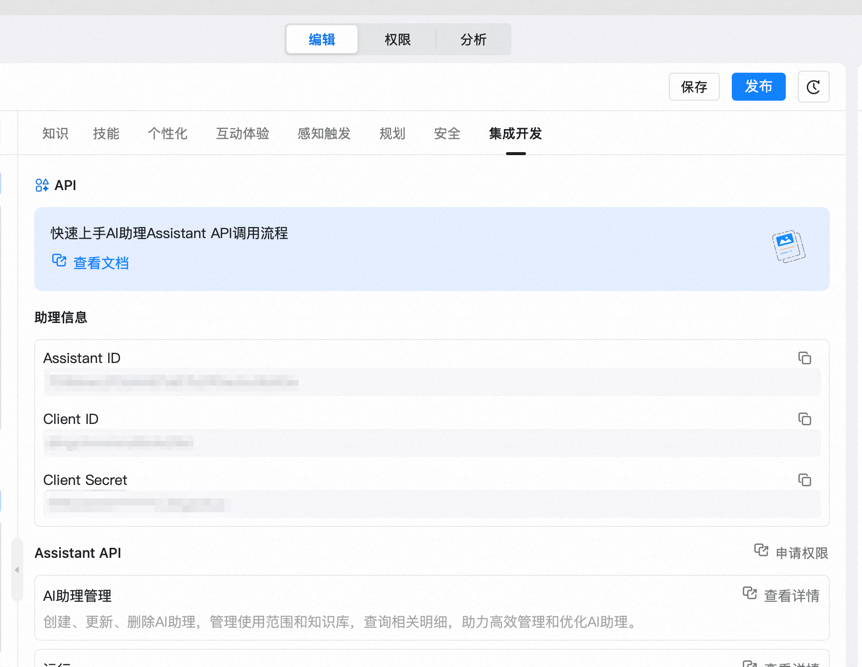 编辑 权限 分析
保存 发布
知识 技能 个性化 互动体验 感知触发 规划 安全 集成开发
API
快速上手AI助理Assistant API调用流程
查看文档
助理信息
Assistant ID
Client ID
Client Secret
Assistant API 申请权限
AI助理管理 查看详情
创建、更新、删除AI助理，管理使用范围和知识库，查询相关明细，助力高效管理和优化AI助理。